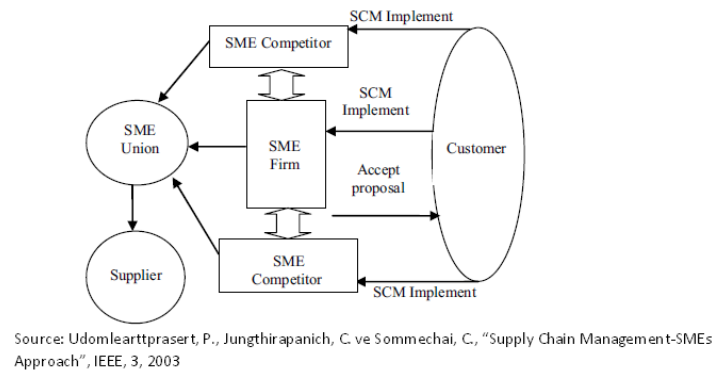 SCM Implement
SME Competitor
SCM
Implement
SME
Union
SME
Firm
Customer
Accept
proposal
Supplier
SME
Competitor
SCM Implement
Source: Udomlearttprasert, P., Jungthirapanich, C. ve Sommechai, C., “Supply Chain Management-SMEs
Approach”, IEEE, 3, 2003